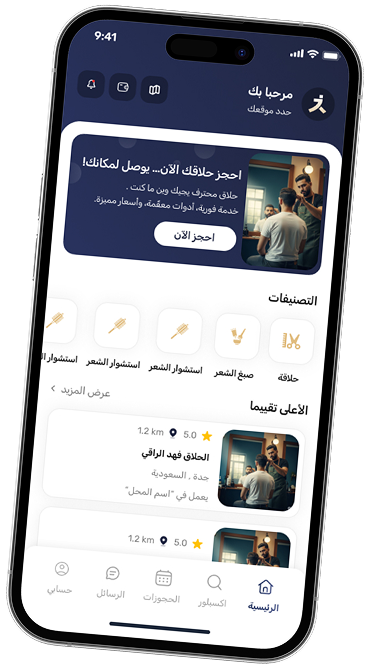 9:41
مرحبا بك
حدد موقعك
احجز حلاقك الآن... يوصل لمكانك!
حلاق محترف يجيك وين ما كنت .
خدمة فورية، أدوات معقّمة، وأسعار مميزة.
احجز الآن
التصنيفات
حلاقة
صبغ الشعر
استشوار الشعر
استشوار الشعر
استشوار ال
الأعلى تقييما
عرض المزيد
5.0
1.2 km
الحلاق فهد الراقي
جدة . السعودية
يعمل في "اسم المحل"
5.0
1.2 km
الرئيسية
اكسبلور
الحجوزات
الرسائل
حسابي